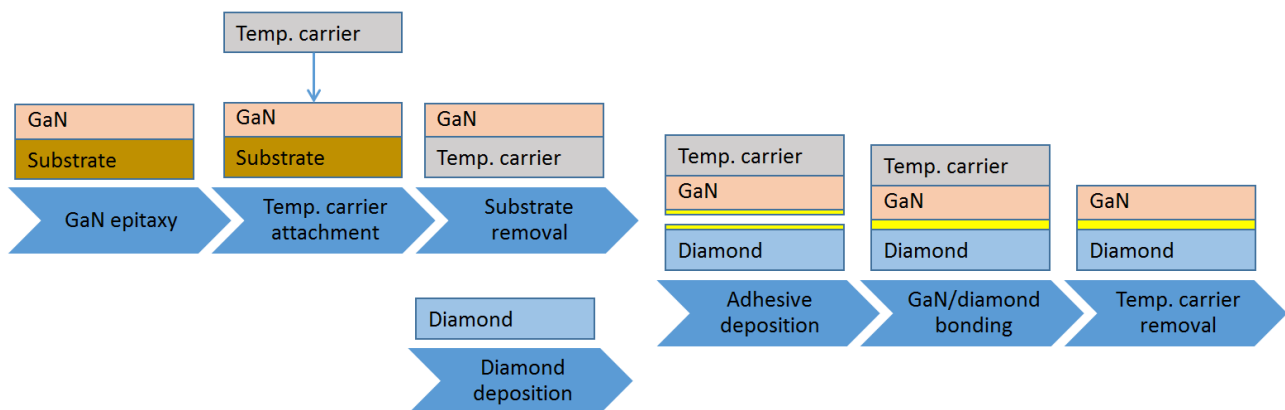 Temp. carrier
GaN
Substrate
GaN epitaxy
GaN
Substrate
Temp. carrier
attachment
GaN
Temp. carrier
Substrate
removal
Diamond
Diamond
deposition
Temp. carrier
GaN
Diamond
Adhesive
deposition
Temp. carrier
GaN
Diamond
GaN/diamond
bonding
GaN
Diamond
Temp. carrier
removal